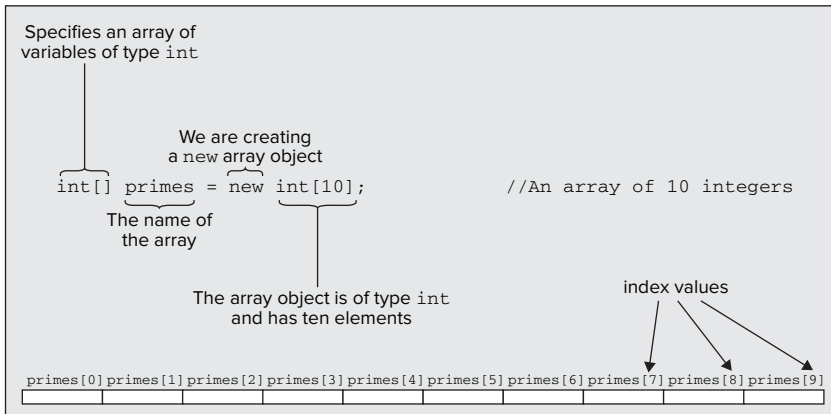 Specifies an array of
variables of type int
We are creating
a new array object
int[] primes = new int[10]; //An array of 10 integers
The name of
the array
The array object is of type int
and has ten elements
index values
primes[0] primes[1] primes[2] primes[3] primes[4] primes[5] primes[6] primes[7] primes[8] primes[9]